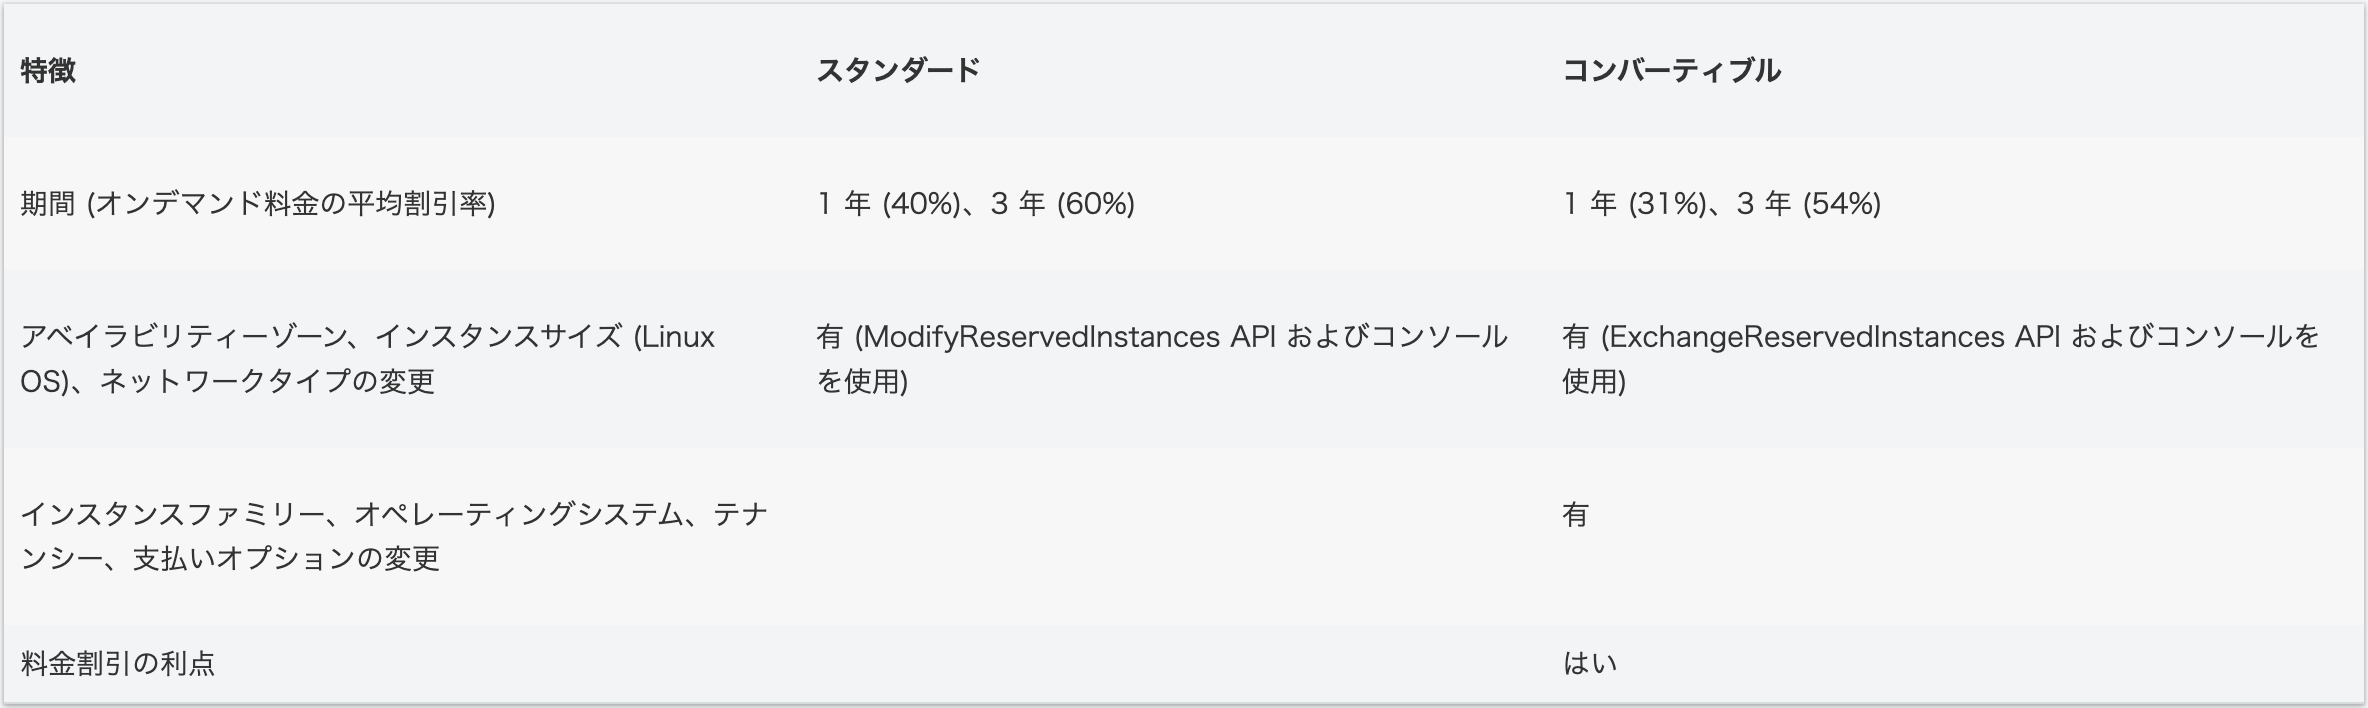 特徴 スタンダード コンバーティブル
期間 (オンデマンド料金の平均割引率) 1 年 (40%)、3 年 (60%) 1 年 (31%)、3 年 (54%)
アベイラビリティーゾーン、インスタンスサイズ (Linux
OS)、ネットワークタイプの変更
有 (ModifyReservedInstances API およびコンソール
を使用)
有 (ExchangeReservedInstances API およびコンソールを
使用)
インスタンスファミリー、オペレーティングシステム、テナ
ンシー、支払いオプションの変更
有
料金割引の利点 はい